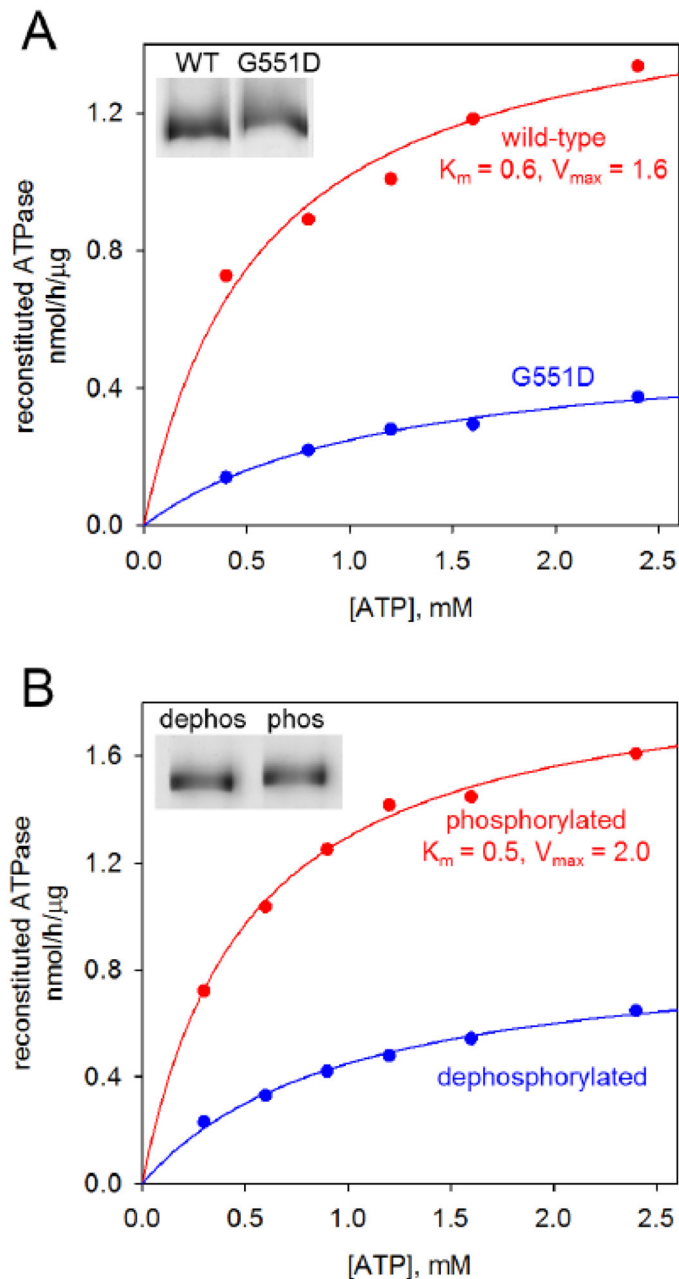 A
WT G551D
wild-type
Km = 0.6, Vmax = 1.6
G551D
reconstituted ATPase
nmol/h/µg
1.2
0.8
0.4
0.0
0.0 0.5 1.0 1.5 2.0 2.5
[ATP], mM
B
dephos phos
phosphorylated
Km = 0.5, Vmax = 2.0
dephosphorylated
reconstituted ATPase
nmol/h/µg
1.6
1.2
0.8
0.4
0.0
0.0 0.5 1.0 1.5 2.0 2.5
[ATP], mM